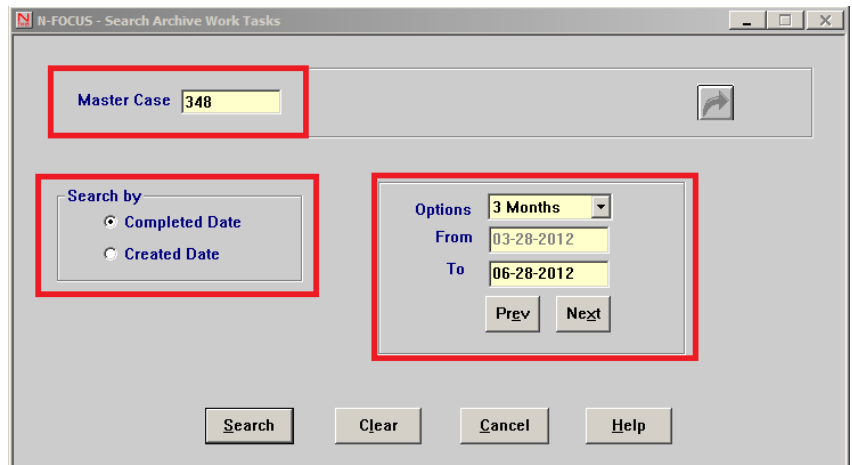 N-FOCUS - Search Archive Work Tasks
Master Case 348
Search by
Completed Date
Created Date
Options 3 Months
From 03-28-2012
To 06-28-2012
Prev Next
Search Clear Cancel Help